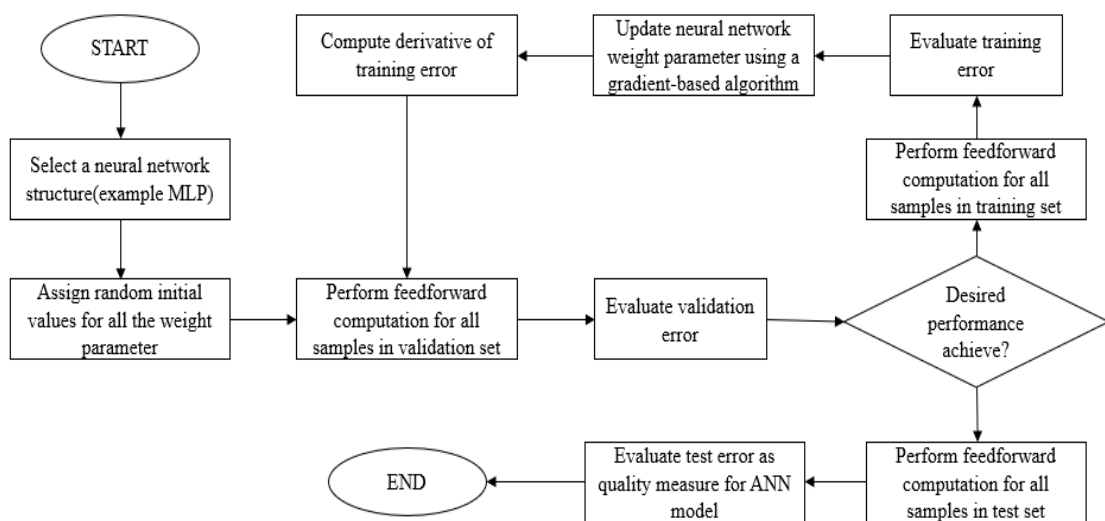 START
Select a neural network
structure(example MLP)
Assign random initial
values for all the weight
parameter
Compute derivative of
training error
Update neural network
weight parameter using a
gradient-based algorithm
Evaluate training
error
Perform feedforward
computation for all
samples in training set
Perform feedforward
computation for all
samples in validation set
Evaluate validation
error
Desired
performance
achieve?
Perform feedforward
computation for all
samples in test set
Evaluate test error as
quality measure for ANN
model
END